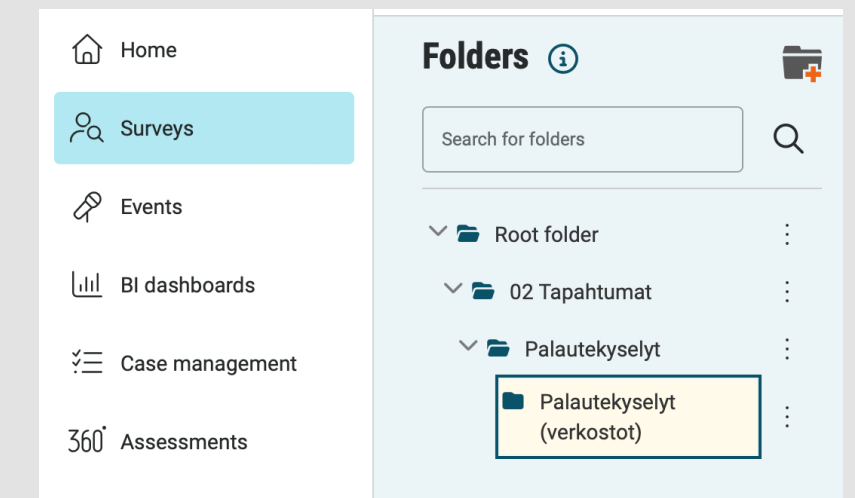 Home
Surveys
Events
BI dashboards
Case management
360° Assessments
Folders
Search for folders
Root folder
02 Tapahtumat
Palautekyselyt
Palautekyselyt
(verkostot)